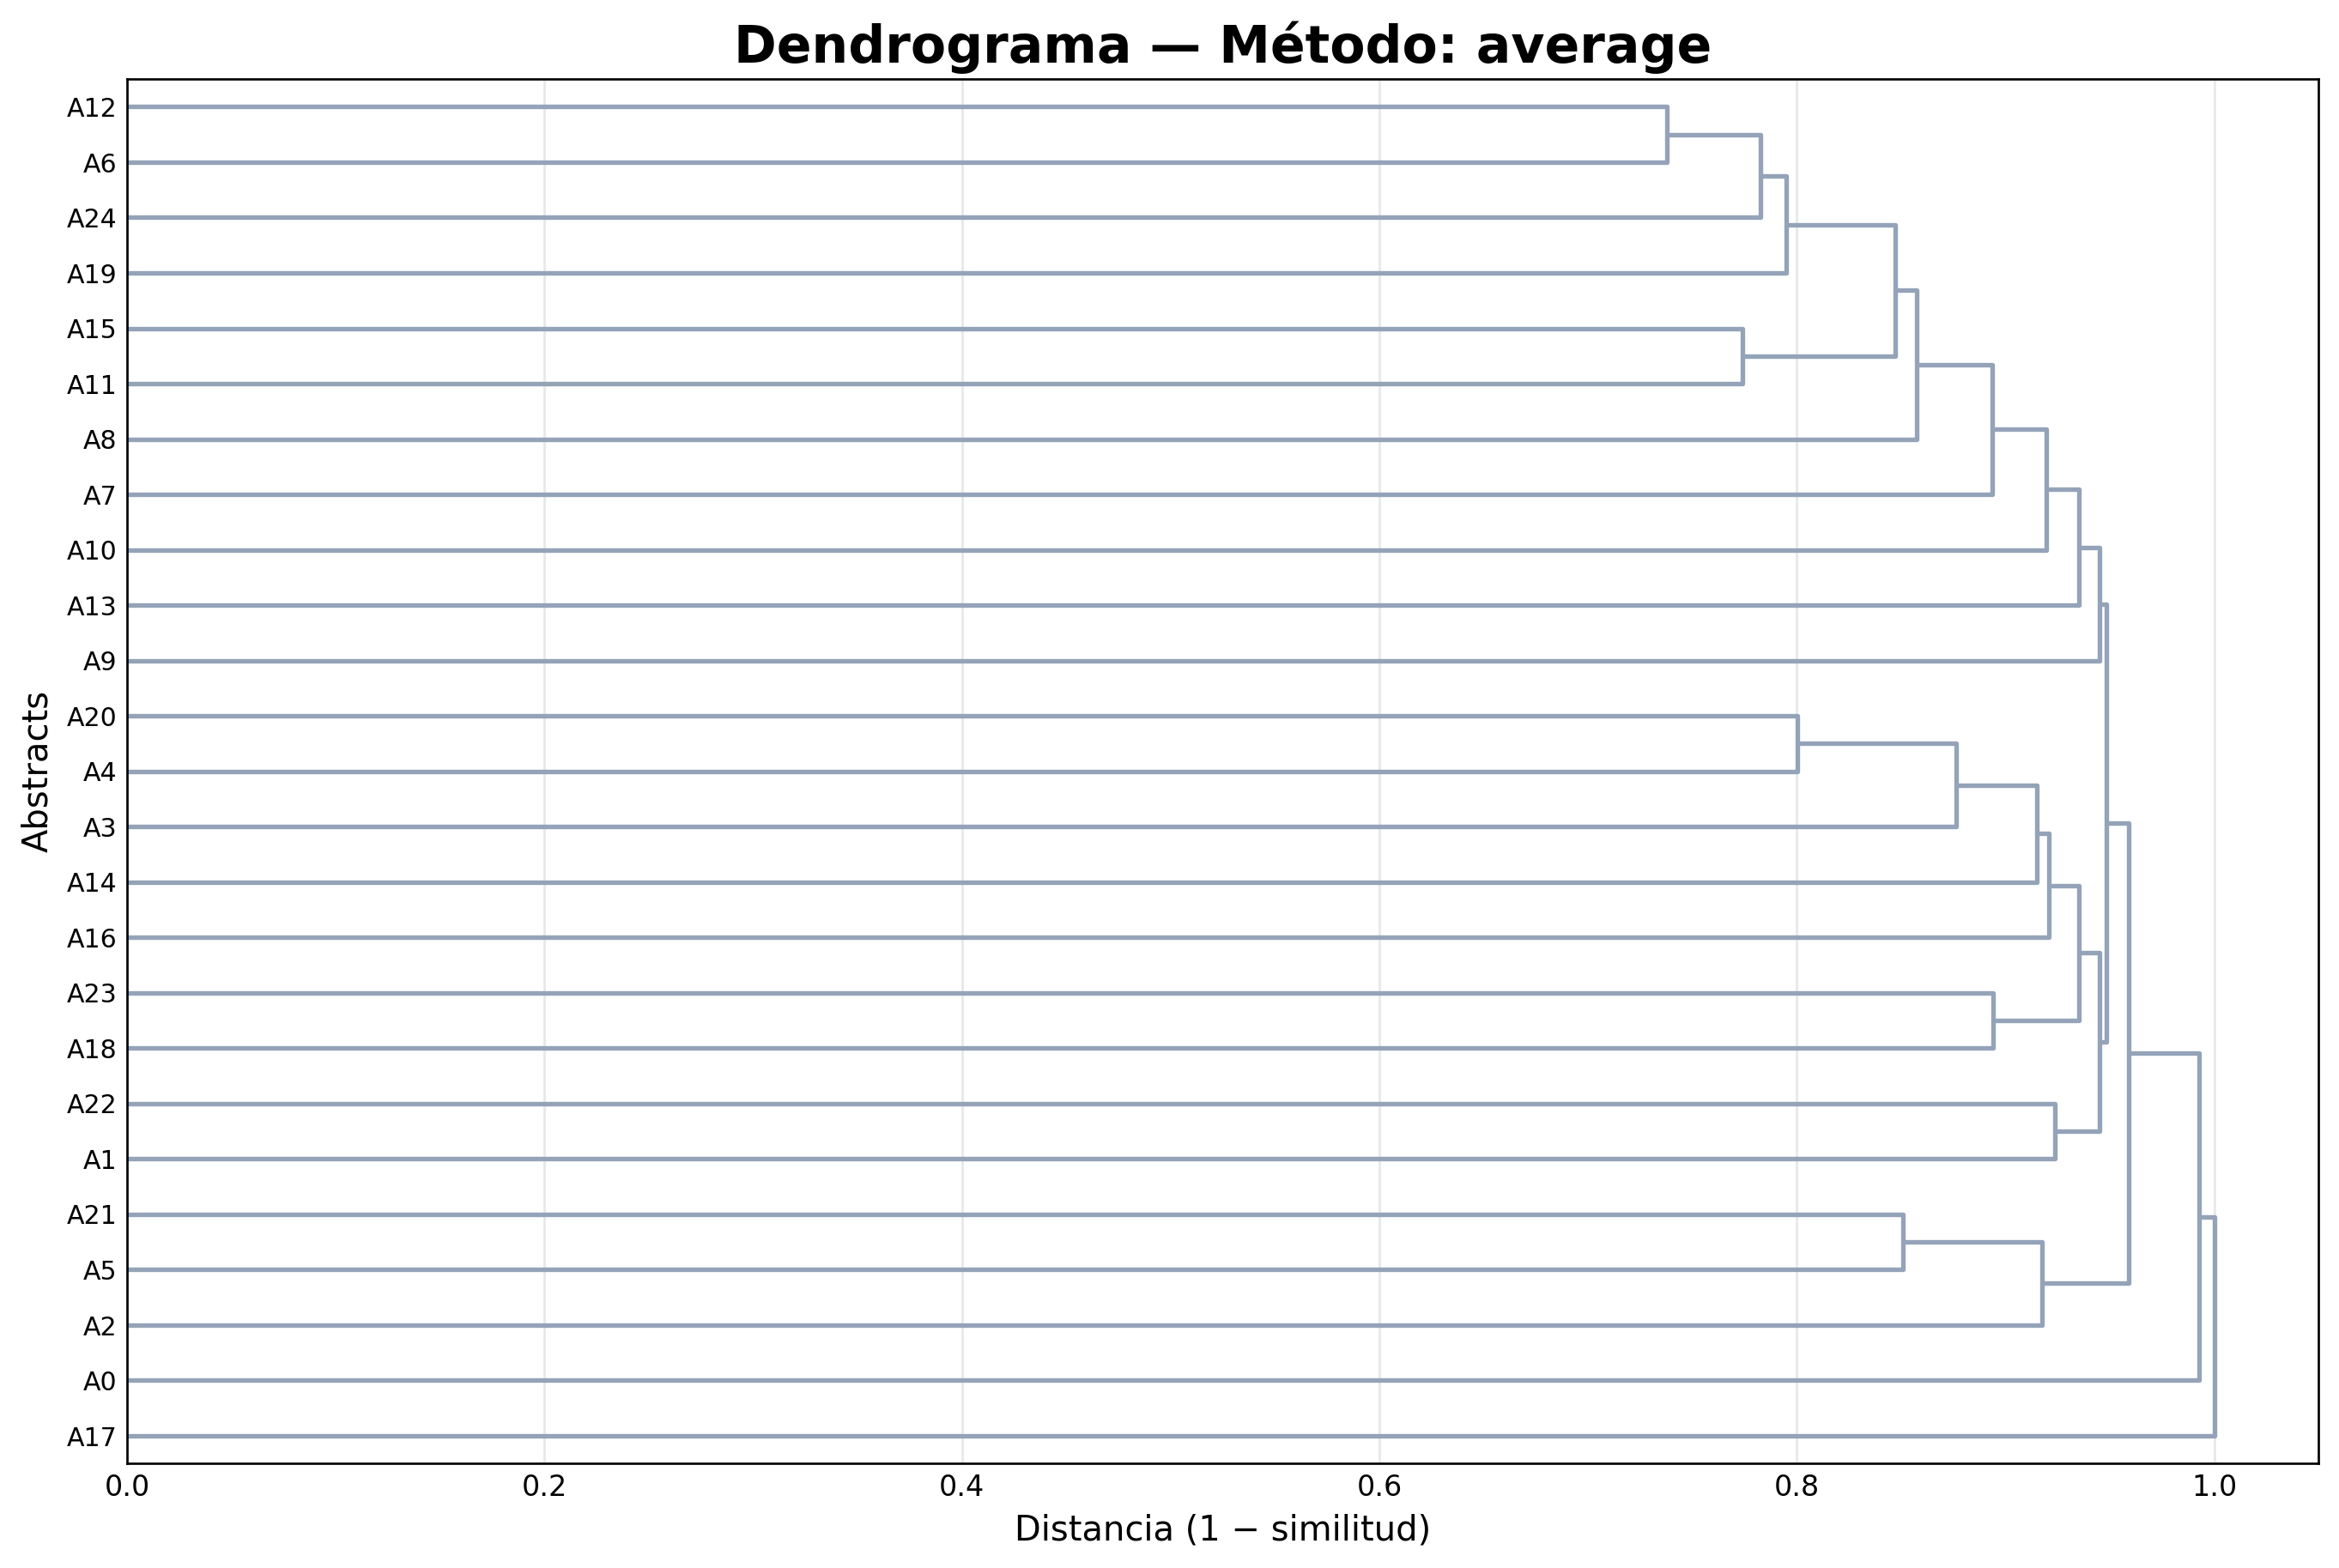 Dendrograma — Método: average
A12
A6
A24
A19
A15
A11
A8
A7
A10
A13
A9
A20
A4
A3
A14
A16
A23
A18
A22
A1
A21
A5
A2
A0
A17
Abstracts
0.0 0.2 0.4 0.6 0.8 1.0
Distancia (1 − similitud)